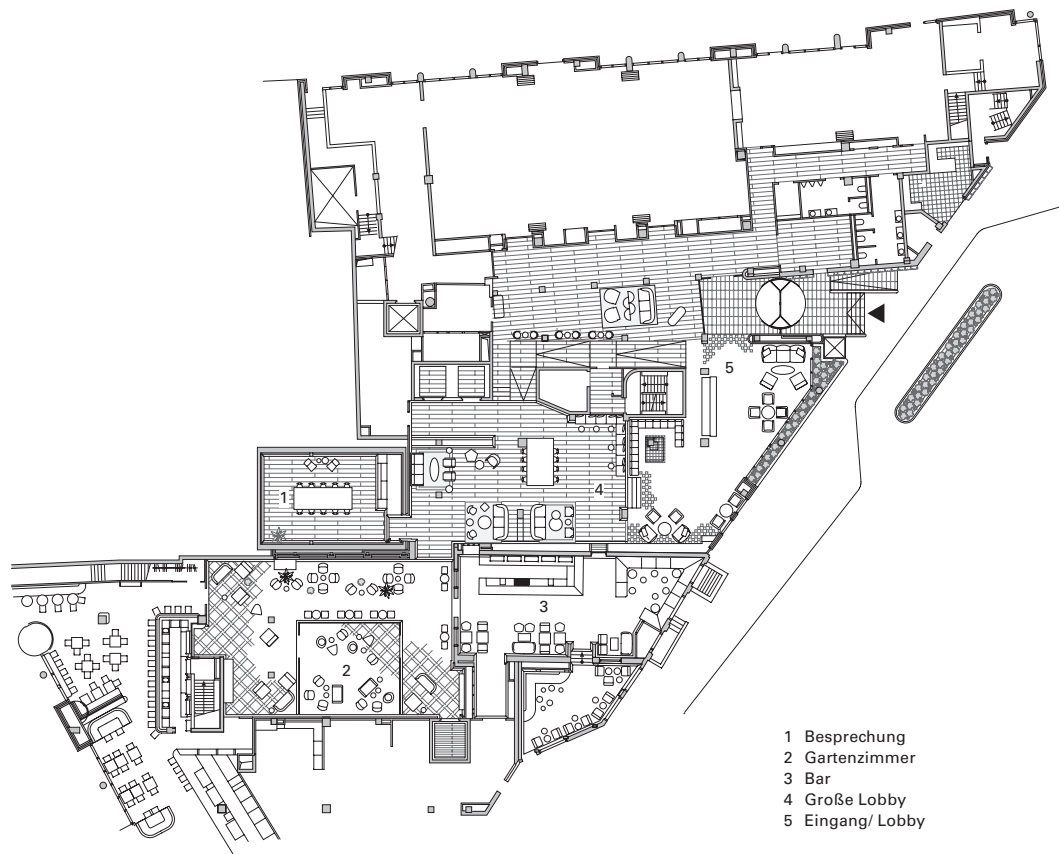 5
4
1
3
2
1 Besprechung
2 Gartenzimmer
3 Bar
4 Große Lobby
5 Eingang/ Lobby